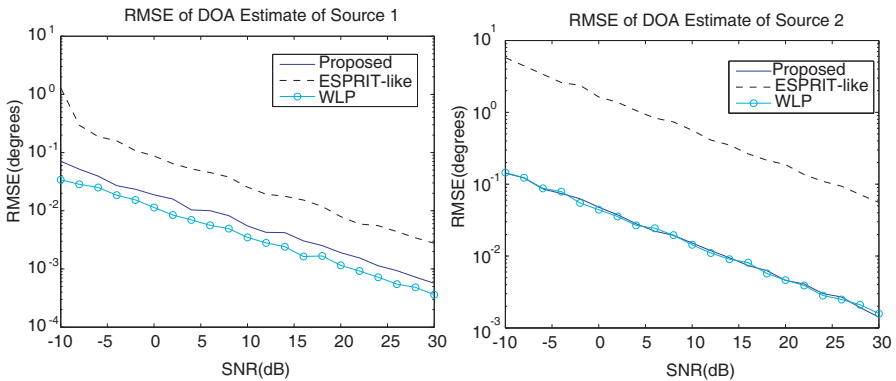 RMSE of DOA Estimate of Source 1
10^1
10^0
10^-1
10^-2
10^-3
10^-4
RMSE(degrees)
Proposed
ESPRIT-like
WLP
-10 -5 0 5 10 15 20 25 30
SNR(dB)
RMSE of DOA Estimate of Source 2
10^1
10^0
10^-1
10^-2
10^-3
RMSE(degrees)
Proposed
ESPRIT-like
WLP
-10 -5 0 5 10 15 20 25 30
SNR(dB)